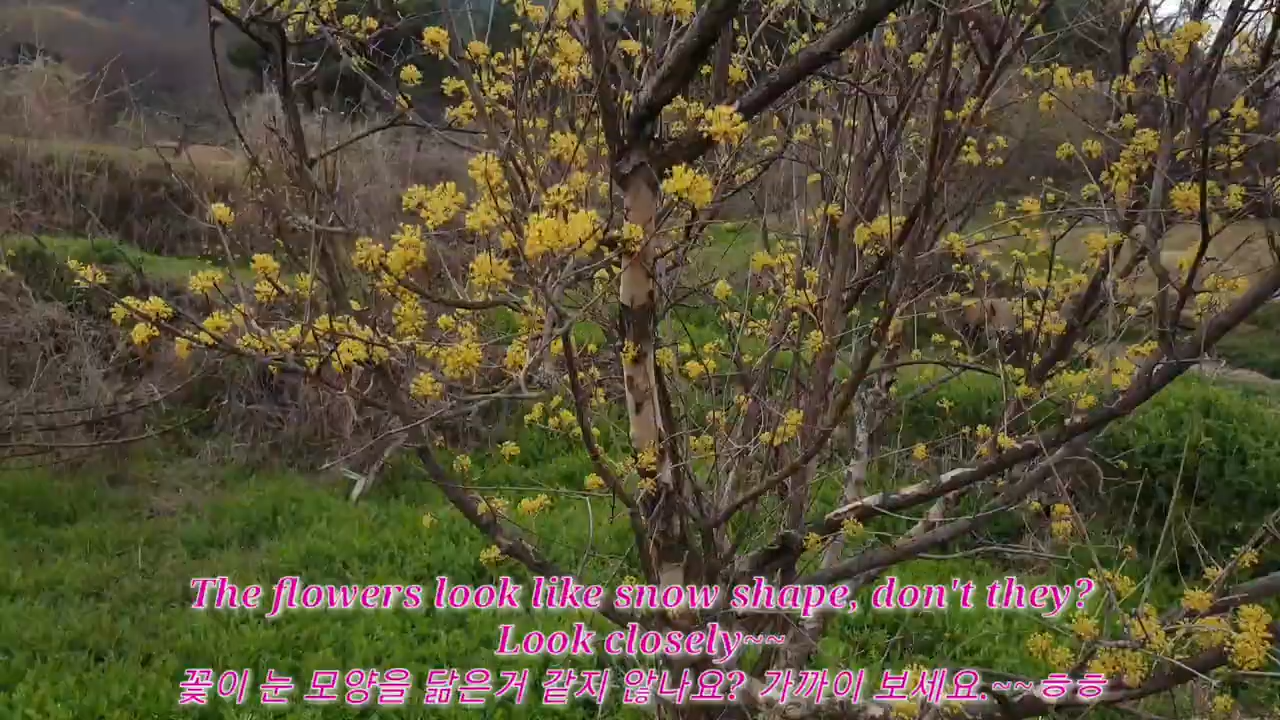 The flowers look like snow shape, don't they?
Look closely~~
꽃이 눈 모양을 닮은거 같지 않나요? 가까이 보세요.~~ㅎㅎ